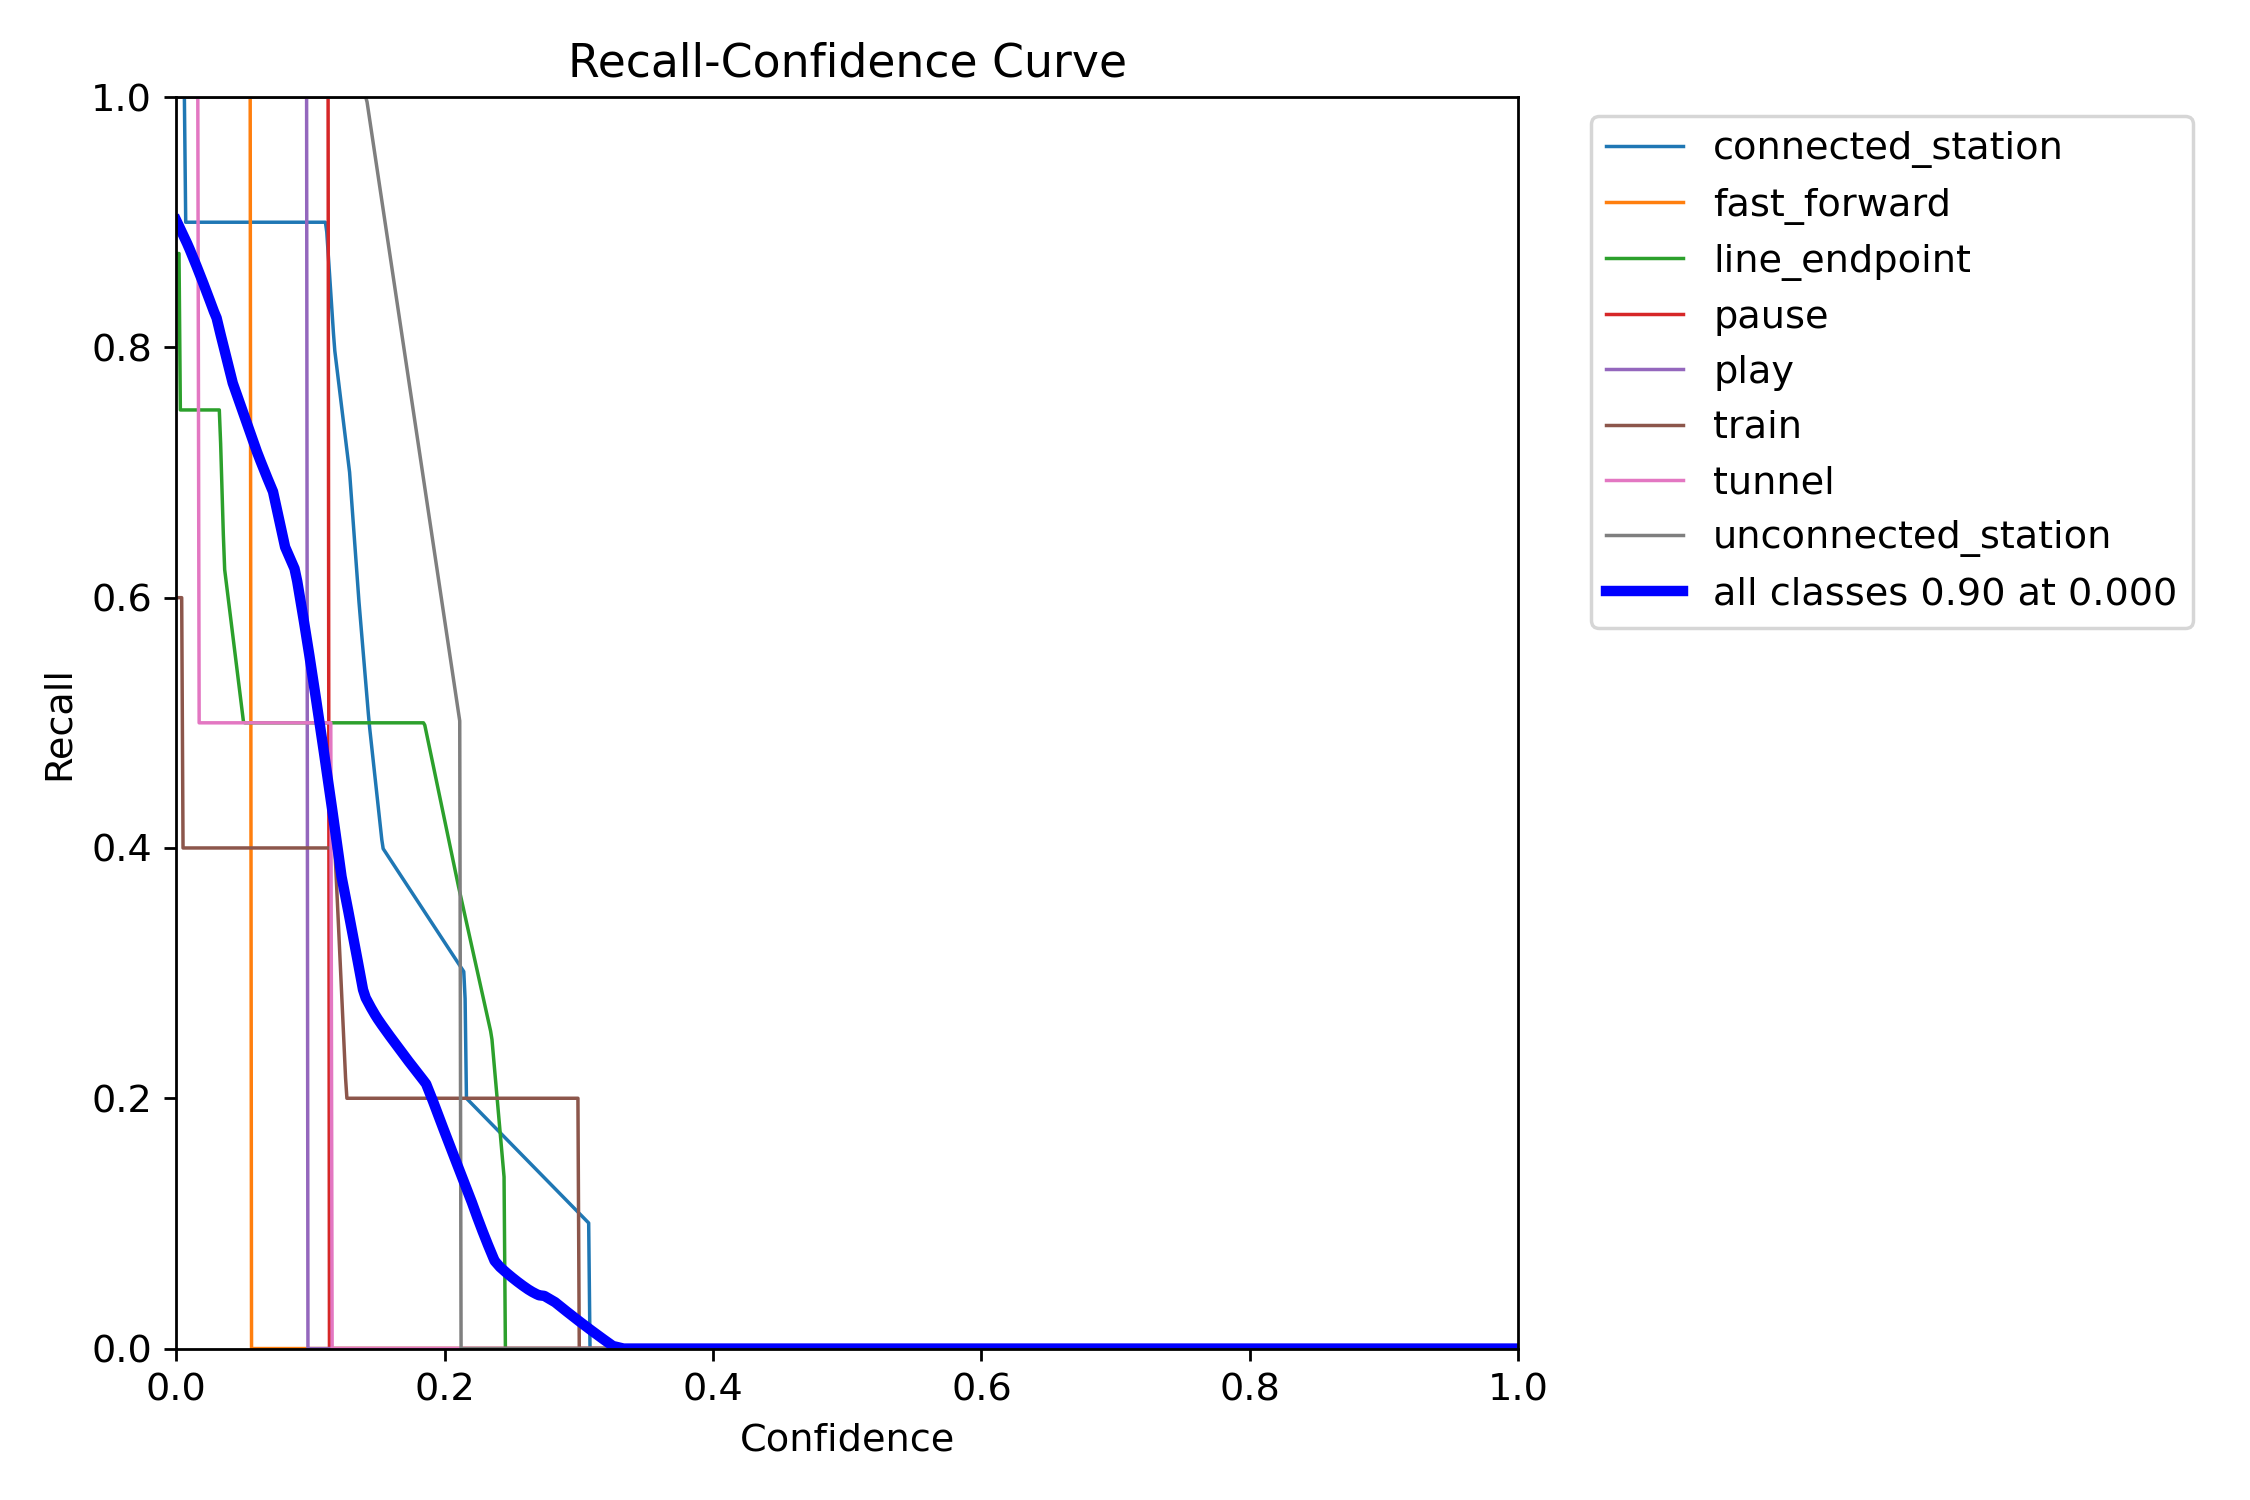 Recall-Confidence Curve
1.0
0.8
0.6
0.4
0.2
0.0
Recall
0.0 0.2 0.4 0.6 0.8 1.0
Confidence
connected_station
fast_forward
line_endpoint
pause
play
train
tunnel
unconnected_station
all classes 0.90 at 0.000